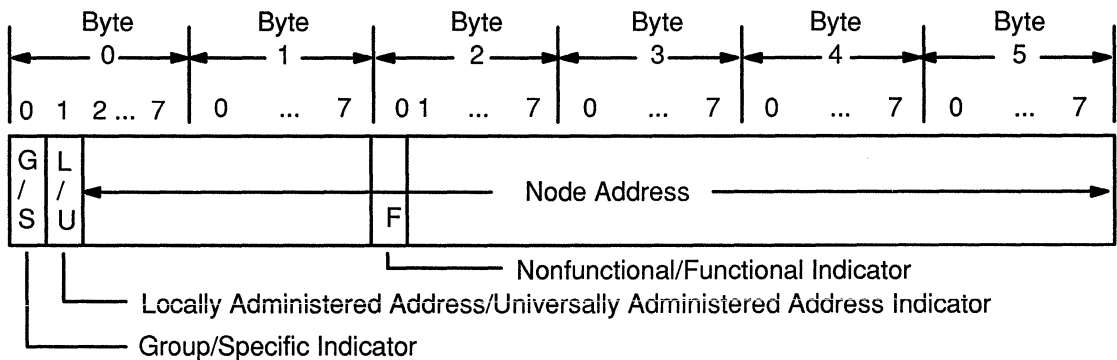 Byte Byte Byte Byte Byte Byte
0 1 2 3 4 5
0 1 2 ... 7 0 ... 7 0 1 ... 7 0 ... 7 0 ... 7 0 ... 7
G/S L/U F Node Address
Nonfunctional/Functional Indicator
Locally Administered Address/Universally Administered Address Indicator
Group/Specific Indicator